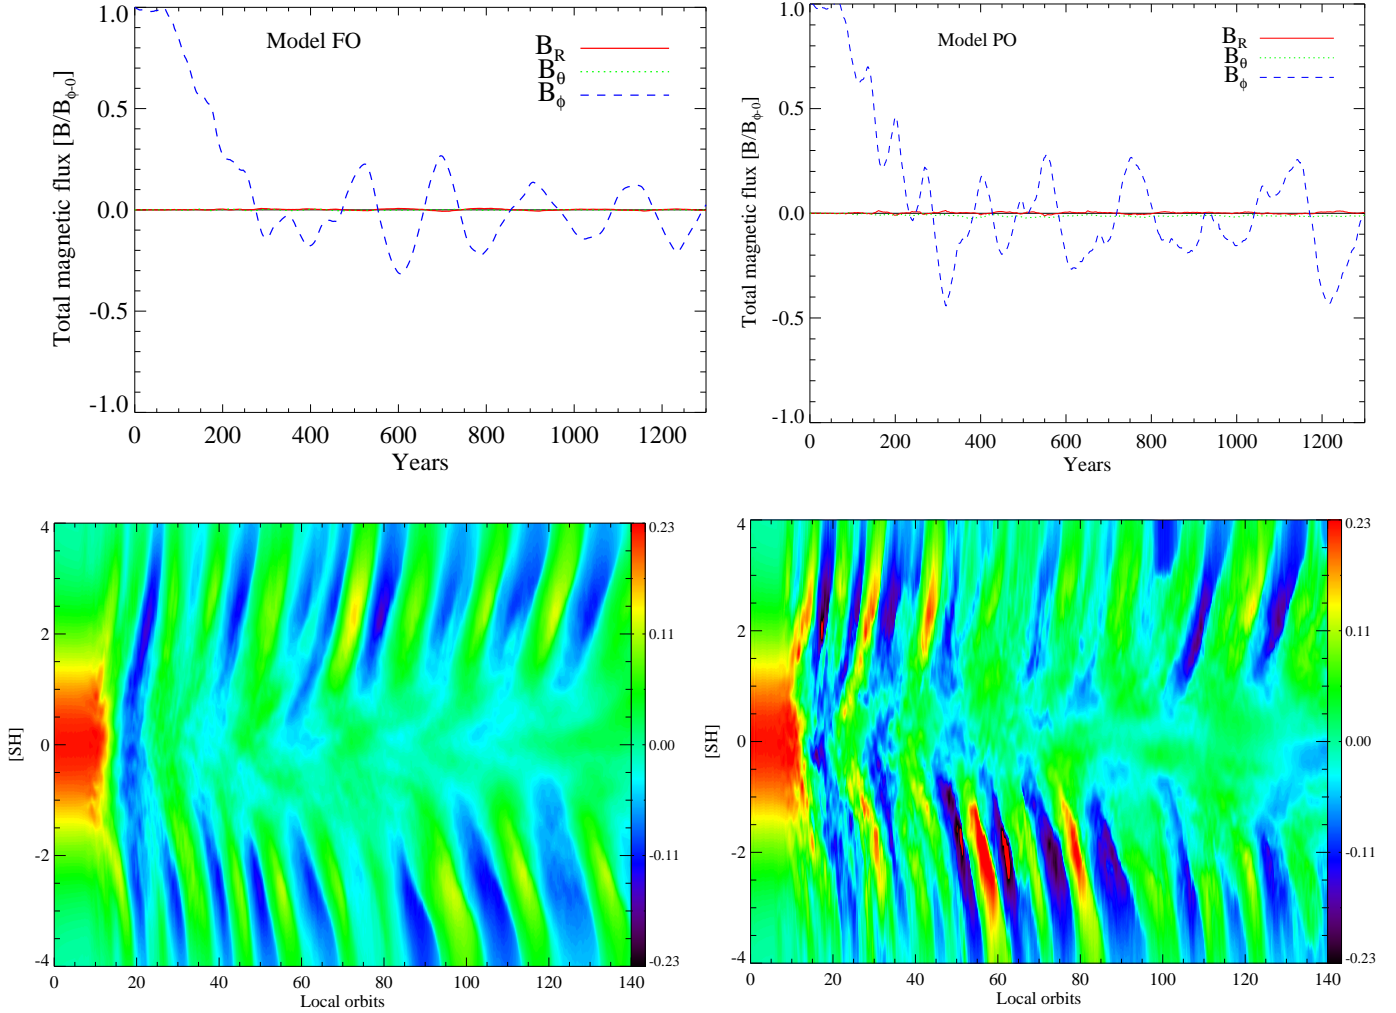 1.0
0.5
0.0
-0.5
-1.0
Total magnetic flux [B/B_ϕ-0]
Model FO
B_R
B_θ
B_ϕ
0 200 400 600 800 1000 1200
Years
1.0
0.5
0.0
-0.5
-1.0
Total magnetic flux [B/B_ϕ-0]
Model PO
B_R
B_θ
B_ϕ
0 200 400 600 800 1000 1200
Years
4
2
0
-2
-4
[SH]
0 20 40 60 80 100 120 140
Local orbits
0.23
0.11
0.00
-0.11
-0.23
4
2
0
-2
-4
[SH]
0 20 40 60 80 100 120 140
Local orbits
0.23
0.11
0.00
-0.11
-0.23